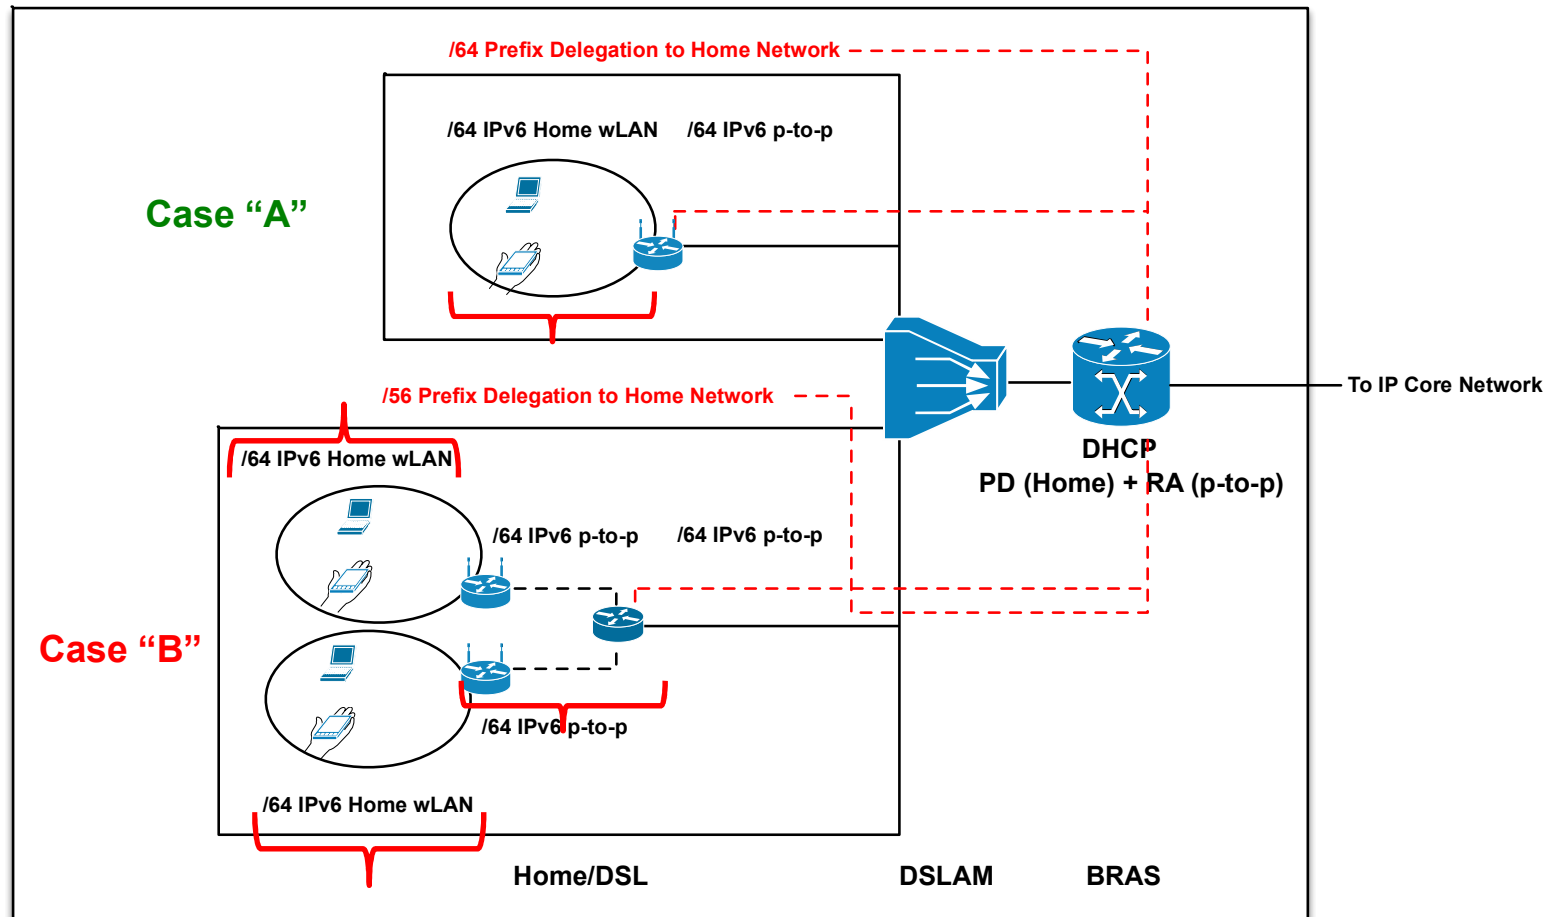 /64 Prefix Delegation to Home Network
/64 IPv6 Home wLAN
/64 IPv6 p-to-p
Case “A”
/56 Prefix Delegation to Home Network
To IP Core Network
DHCP
PD (Home) + RA (p-to-p)
/64 IPv6 Home wLAN
/64 IPv6 p-to-p
/64 IPv6 p-to-p
Case “B”
/64 IPv6 p-to-p
/64 IPv6 Home wLAN
Home/DSL
DSLAM
BRAS